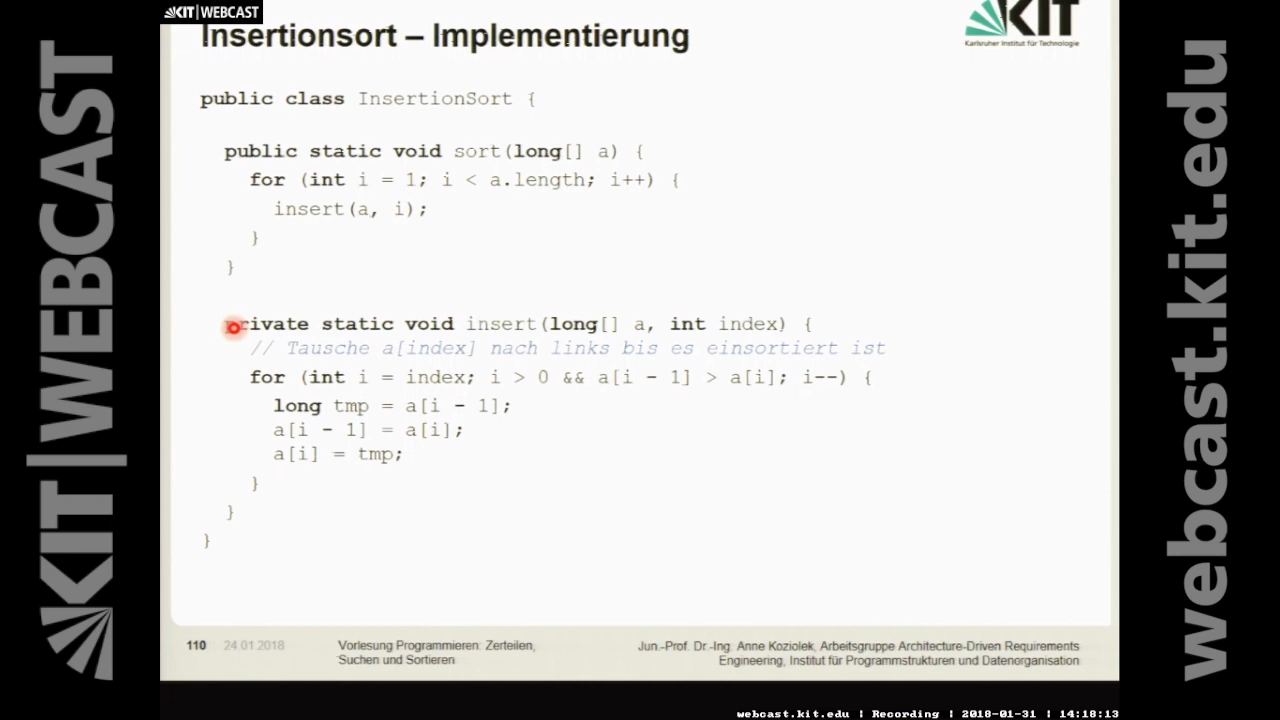 KIT|WEBCAST
KIT|WEBCAST
webcast.kit.edu
Insertionsort – Implementierung
KIT
Karlsruher Institut für Technologie
public class InsertionSort {
public static void sort(long[] a) {
for (int i = 1; i < a.length; i++) {
insert(a, i);
}
}
private static void insert(long[] a, int index) {
// Tausche a[index] nach links bis es einsortiert ist
for (int i = index; i > 0 && a[i - 1] > a[i]; i--) {
long tmp = a[i - 1];
a[i - 1] = a[i];
a[i] = tmp;
}
}
}
110 24.01.2018 Vorlesung Programmieren: Zerteilen,
Suchen und Sortieren
Jun.-Prof. Dr.-Ing. Anne Koziolek, Arbeitsgruppe Architecture-Driven Requirements
Engineering, Institut für Programmstrukturen und Datenorganisation
webcast.kit.edu | Recording | 2018-01-31 | 14:18:13